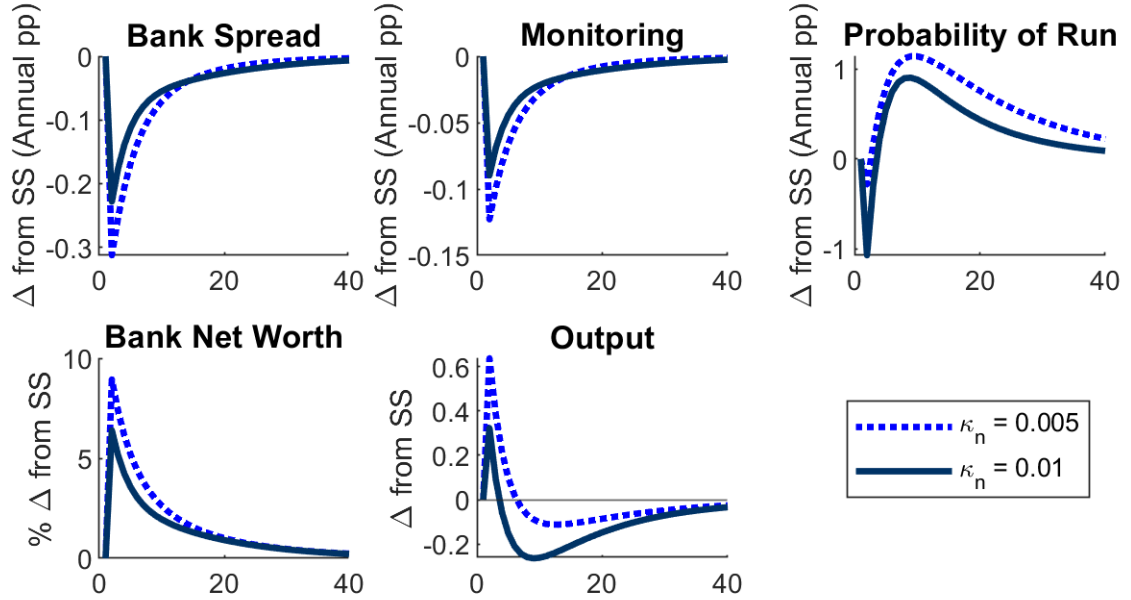 Bank Spread
Δ from SS (Annual pp)
0
-0.1
-0.2
-0.3
0
20
40
Monitoring
Δ from SS (Annual pp)
0
-0.05
-0.1
-0.15
0
20
40
Probability of Run
Δ from SS (Annual pp)
1
0
-1
0
20
40
Bank Net Worth
% Δ from SS
10
5
0
0
20
40
Output
Δ from SS
0.6
0.4
0.2
0
-0.2
0
20
40
κn = 0.005
κn = 0.01